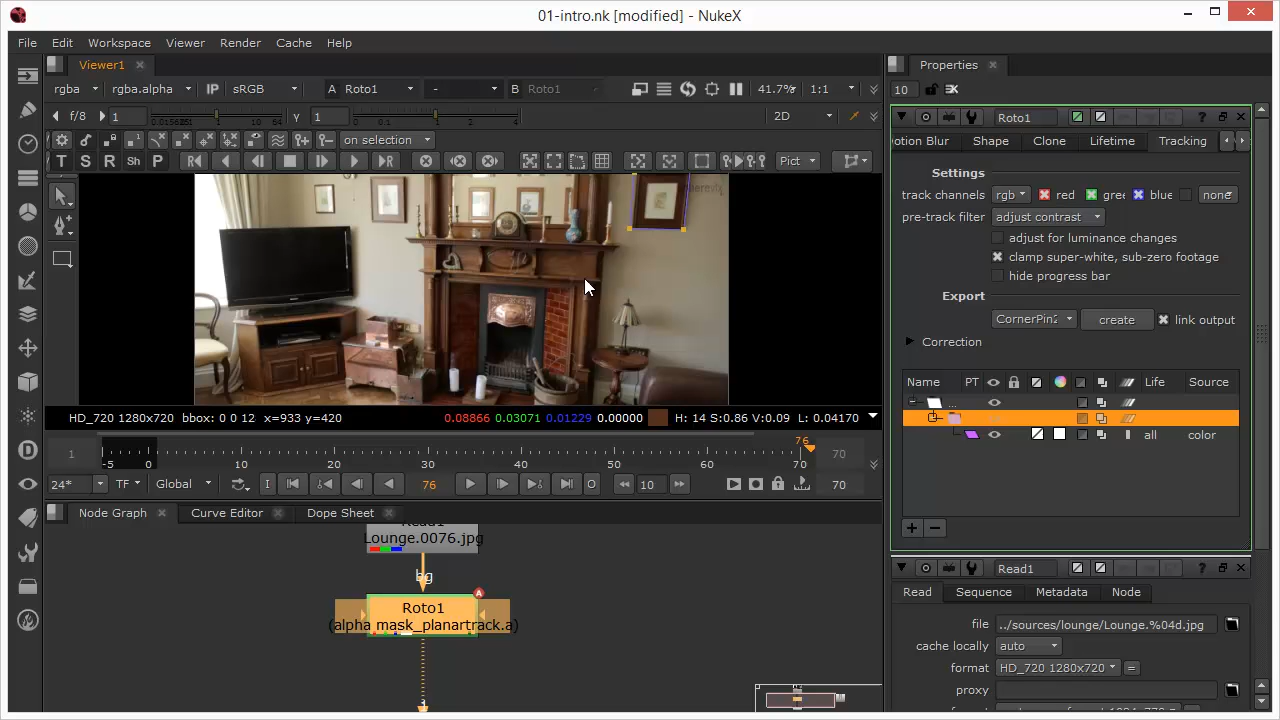 01-intro.nk [modified] - NukeX
File Edit Workspace Viewer Render Cache Help
Viewer1
rgba rgba.alpha IP sRGB A Roto1 - B Roto1 41.7% 1:1
f/8 1 γ 1 2D
on selection
T S R Sh P Pict
HD_720 1280x720 bbox: 0 0 12 x=933 y=420 0.08866 0.03071 0.01229 0.00000 H: 14 S:0.86 V:0.09 L: 0.04170
1 -5 0 10 20 30 40 50 60 70 76 70
24* TF Global I 76 O 10 70
Node Graph Curve Editor Dope Sheet
Read1
Lounge.0076.jpg
bg
A
Roto1
(alpha mask_planartrack.a)
1
Properties
10
Roto1
otion Blur Shape Clone Lifetime Tracking
Settings
track channels rgb red gree blue none
pre-track filter adjust contrast
adjust for luminance changes
clamp super-white, sub-zero footage
hide progress bar
Export
CornerPin2 create link output
Correction
Name PT Life Source
...
all color
Read1
Read Sequence Metadata Node
file ../sources/lounge/Lounge.%04d.jpg
cache locally auto
format HD_720 1280x720 =
proxy